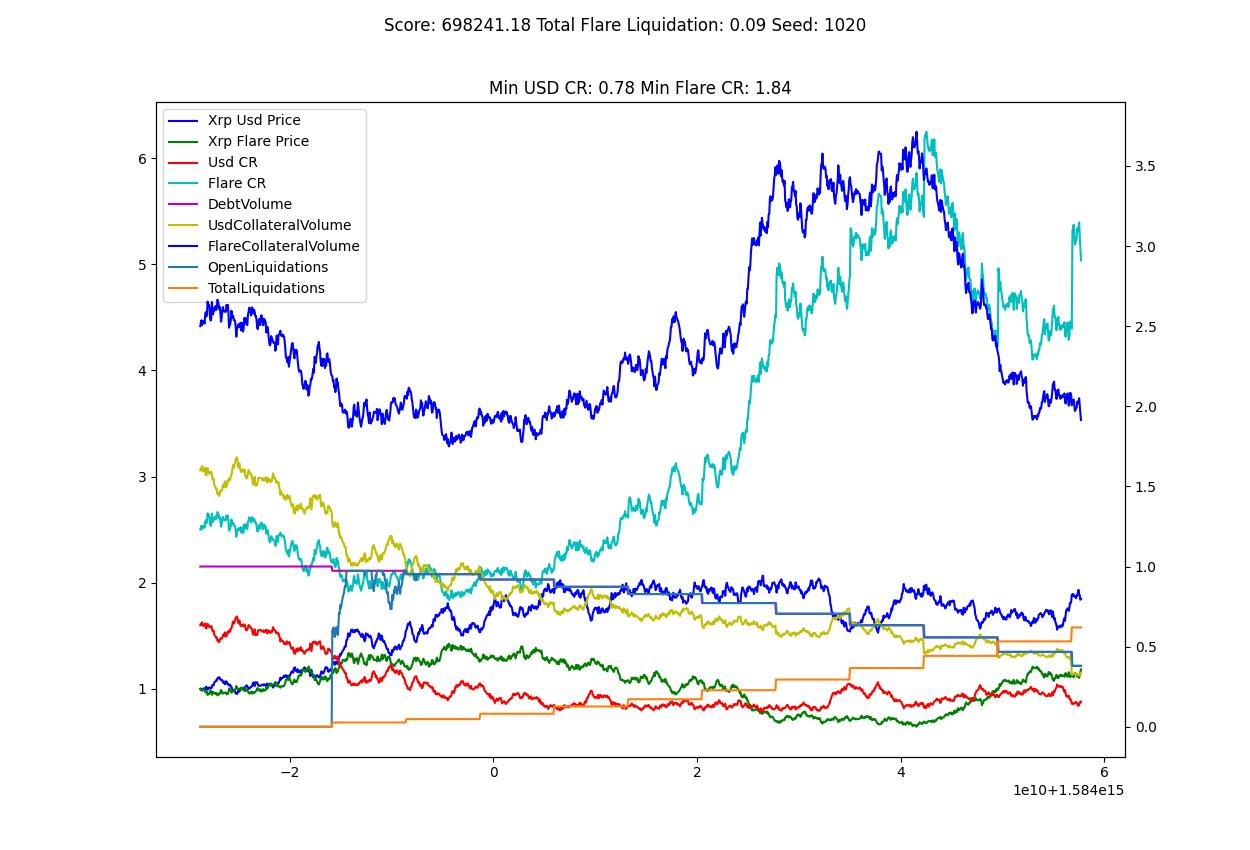 Score: 698241.18 Total Flare Liquidation: 0.09 Seed: 1020
Min USD CR: 0.78 Min Flare CR: 1.84
Xrp Usd Price
Xrp Flare Price
Usd CR
Flare CR
DebtVolume
UsdCollateralVolume
FlareCollateralVolume
OpenLiquidations
TotalLiquidations
6
5
4
3
2
1
3.5
3.0
2.5
2.0
1.5
1.0
0.5
0.0
−2 0 2 4 6
1e10+1.584e15